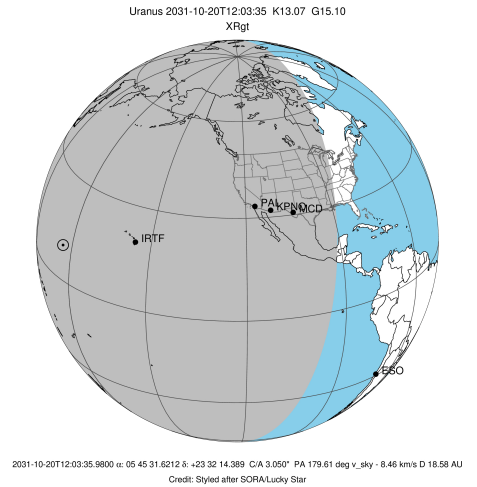 Uranus 2031-10-20T12:03:35 K13.07 G15.10
XRgt
PAL
KPNO
MCD
IRTF
ESO
2031-10-20T12:03:35.9800 α: 05 45 31.6212 δ: +23 32 14.389 C/A 3.050" PA 179.61 deg v_sky - 8.46 km/s D 18.58 AU
Credit: Styled after SORA/Lucky Star